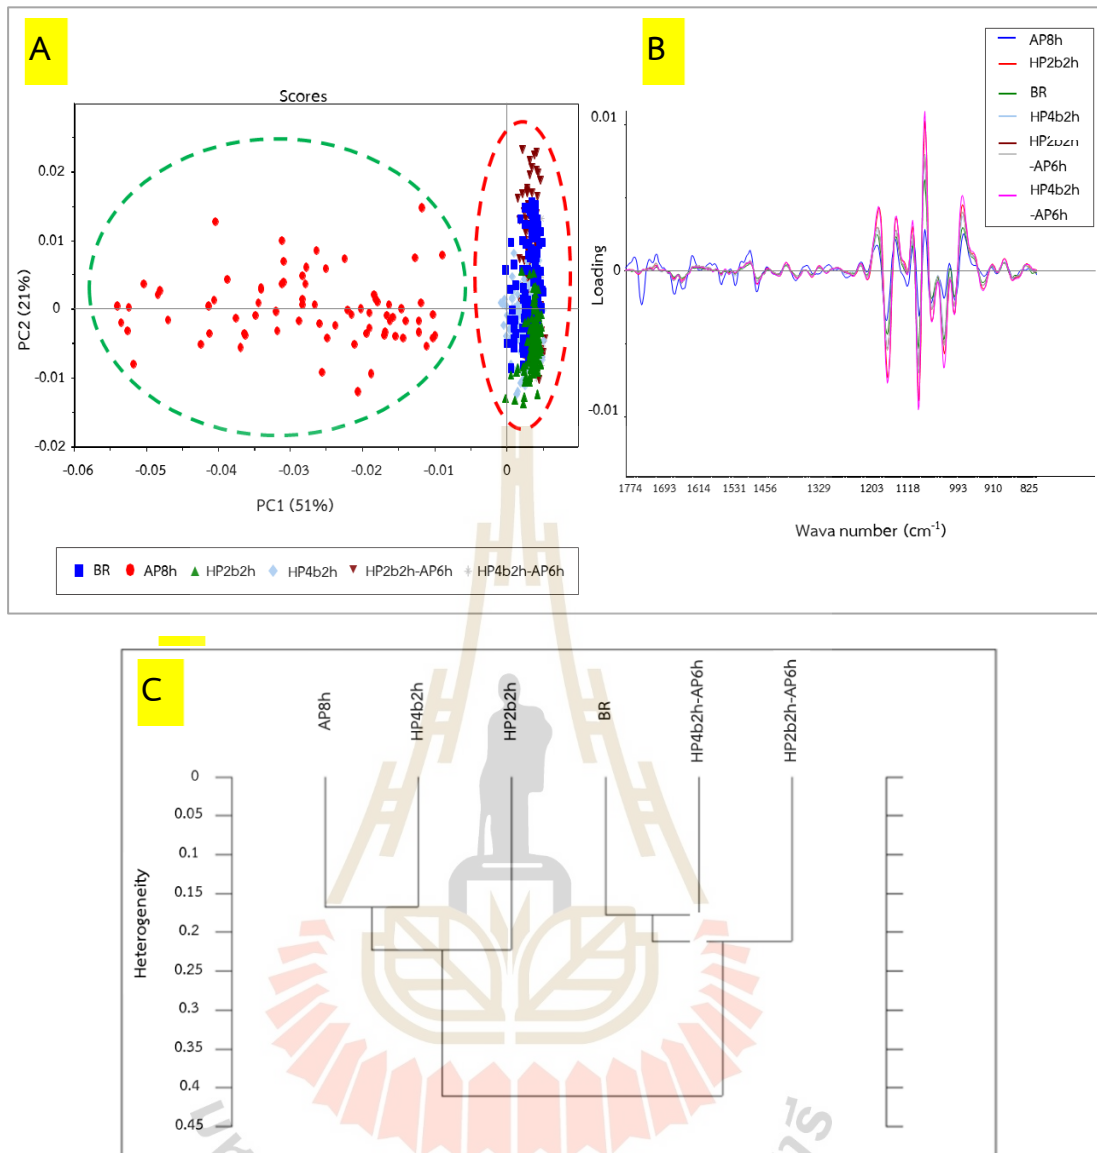 A
B
Scores
PC2 (21%)
0.02
0.01
0
-0.01
-0.02
-0.06
-0.05
-0.04
-0.03
-0.02
-0.01
0
PC1 (51%)
BR AP8h HP2b2h HP4b2h HP2b2h-AP6h HP4b2h-AP6h
AP8h
HP2b2h
BR
HP4b2h
HP2b2h
-AP6h
HP4b2h
-AP6h
Loading
0.01
0
-0.01
1774 1693 1614 1531 1456 1329 1203 1118 993 910 825
Wava number (cm-1)
C
AP8h
HP4b2h
HP2b2h
BR
HP4b2h-AP6h
HP2b2h-AP6h
Heterogeneity
0
0.05
0.1
0.15
0.2
0.25
0.3
0.35
0.4
0.45